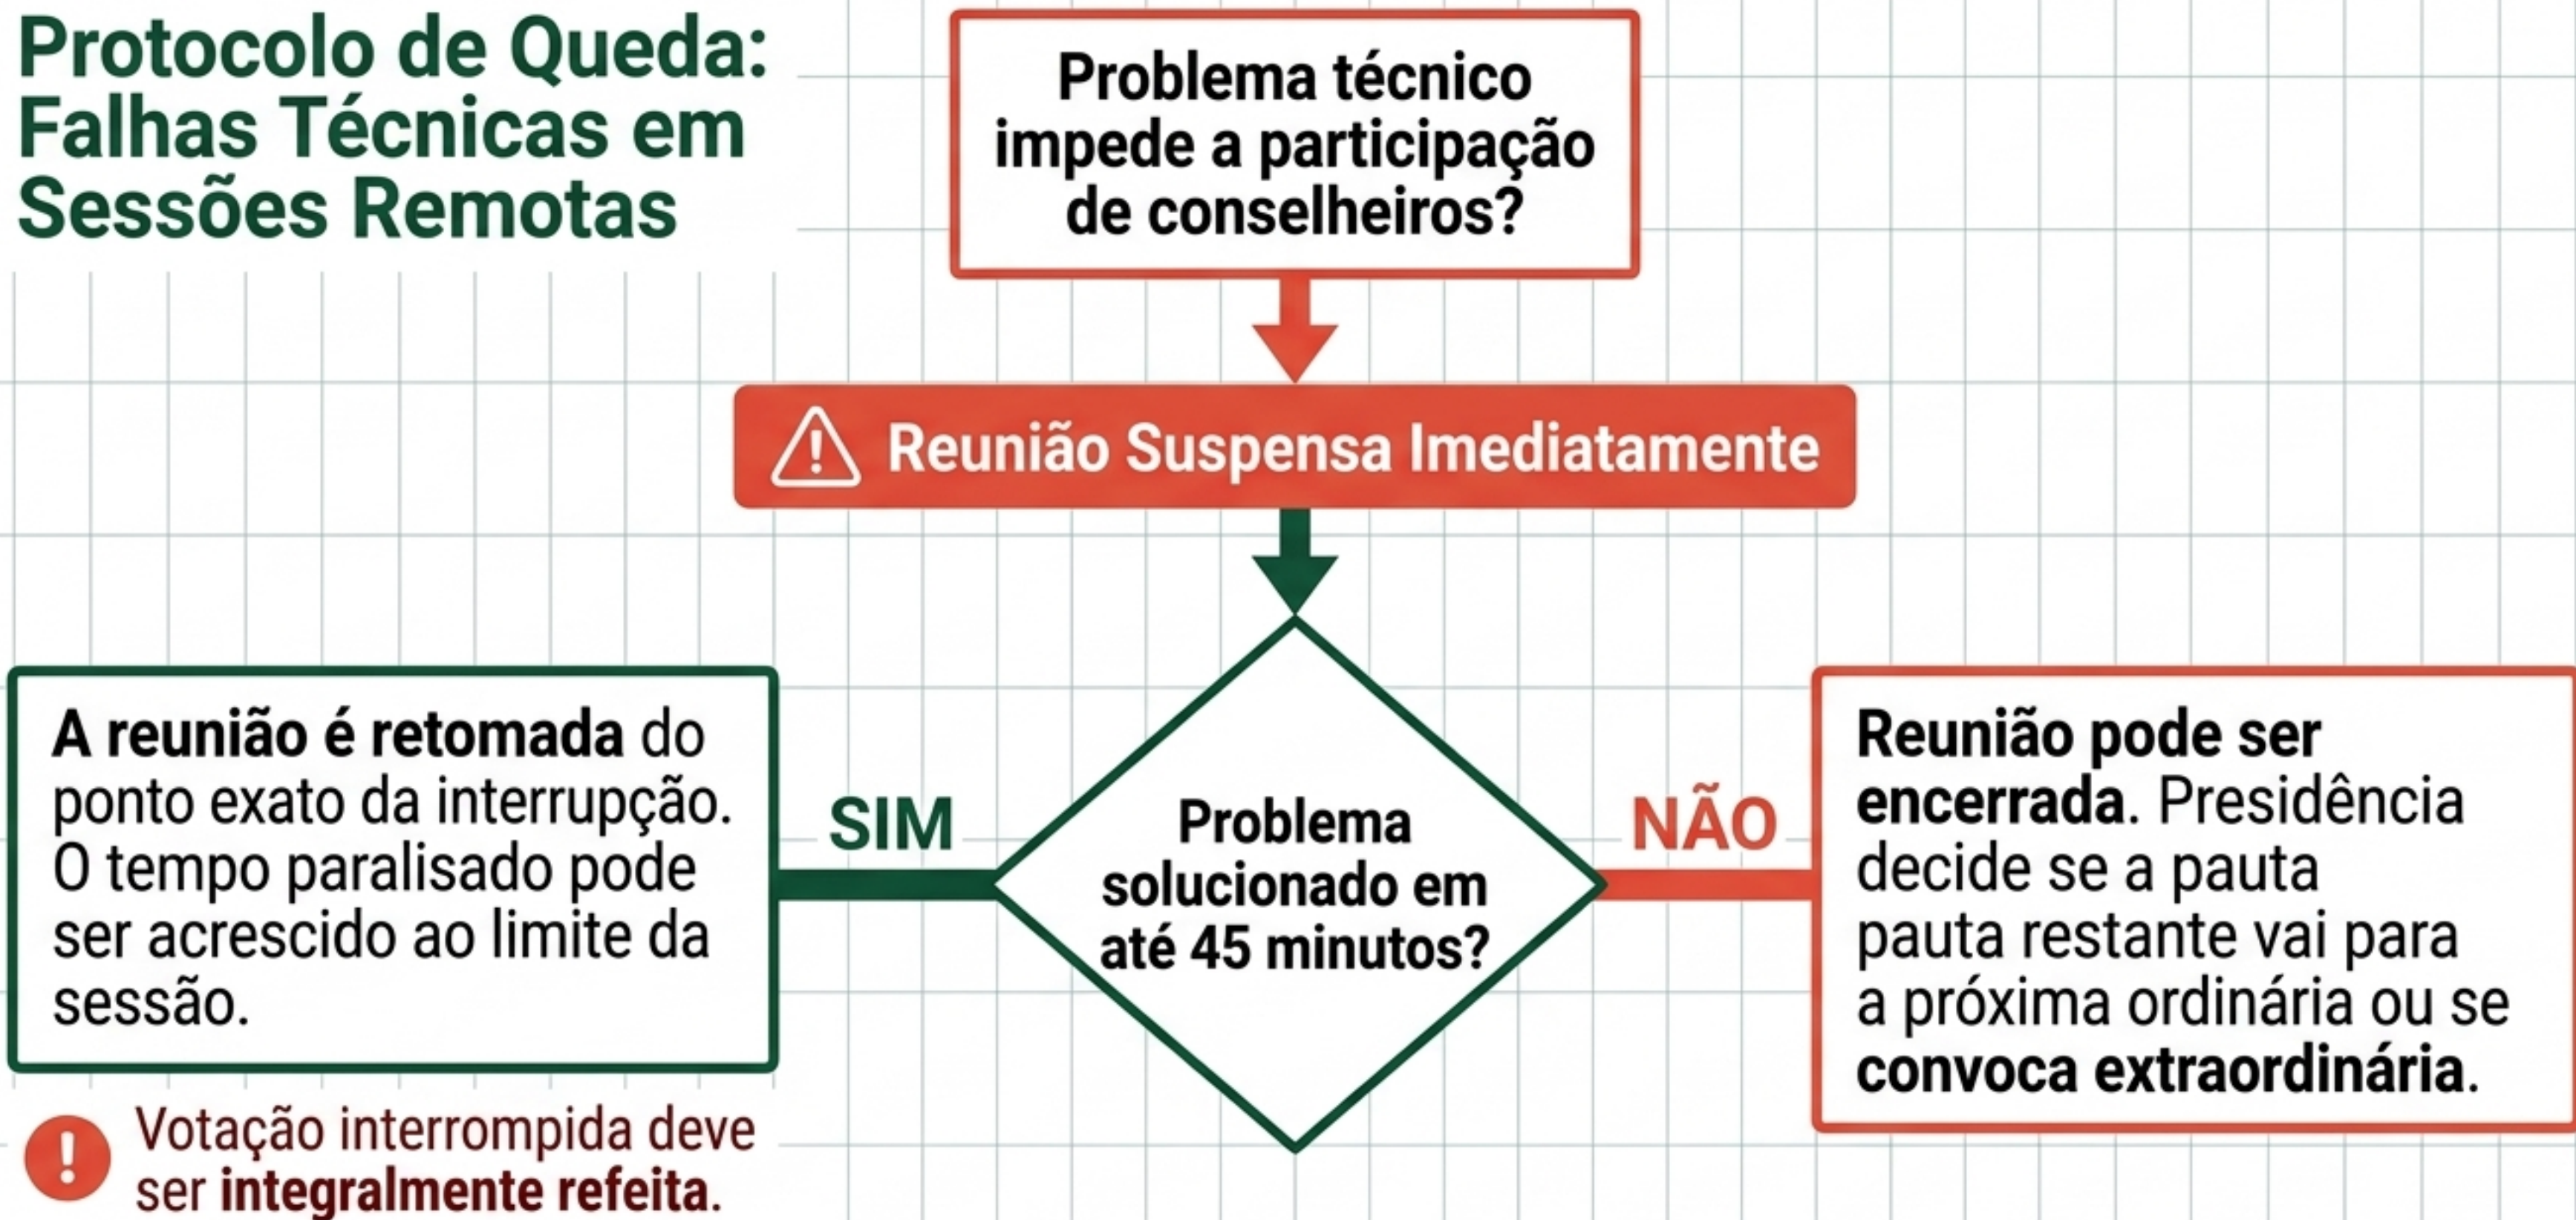 Protocolo de Queda:
Falhas Técnicas em
Sessões Remotas
Problema técnico
impede a participação
de conselheiros?
Reunião Suspensa Imediatamente
Problema
solucionado em
até 45 minutos?
SIM
A reunião é retomada do
ponto exato da interrupção.
O tempo paralisado pode
ser acrescido ao limite da
sessão.
Votação interrompida deve
ser integralmente refeita.
NÃO
Reunião pode ser
encerrada. Presidência
decide se a pauta
pauta restante vai para
a próxima ordinária ou se
convoca extraordinária.